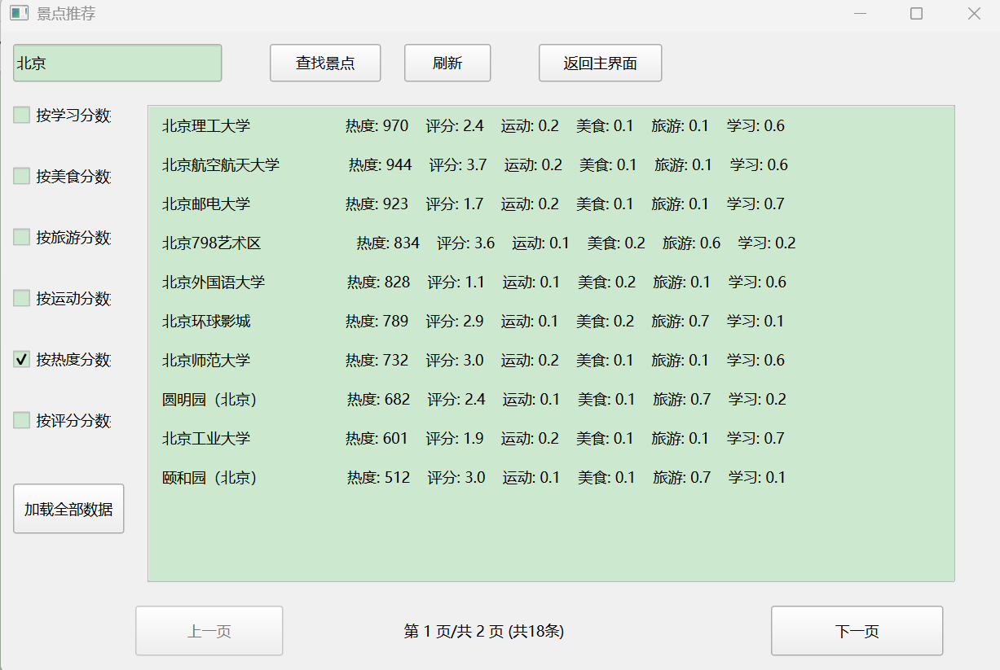 景点推荐
北京 查找景点 刷新 返回主界面
按学习分数
按美食分数
按旅游分数
按运动分数
按热度分数
按评分分数
加载全部数据
北京理工大学 热度: 970 评分: 2.4 运动: 0.2 美食: 0.1 旅游: 0.1 学习: 0.6
北京航空航天大学 热度: 944 评分: 3.7 运动: 0.2 美食: 0.1 旅游: 0.1 学习: 0.6
北京邮电大学 热度: 923 评分: 1.7 运动: 0.2 美食: 0.1 旅游: 0.1 学习: 0.7
北京798艺术区 热度: 834 评分: 3.6 运动: 0.1 美食: 0.2 旅游: 0.6 学习: 0.2
北京外国语大学 热度: 828 评分: 1.1 运动: 0.1 美食: 0.2 旅游: 0.1 学习: 0.6
北京环球影城 热度: 789 评分: 2.9 运动: 0.1 美食: 0.2 旅游: 0.7 学习: 0.1
北京师范大学 热度: 732 评分: 3.0 运动: 0.2 美食: 0.1 旅游: 0.1 学习: 0.6
圆明园（北京） 热度: 682 评分: 2.4 运动: 0.1 美食: 0.1 旅游: 0.7 学习: 0.2
北京工业大学 热度: 601 评分: 1.9 运动: 0.2 美食: 0.1 旅游: 0.1 学习: 0.7
颐和园（北京） 热度: 512 评分: 3.0 运动: 0.1 美食: 0.1 旅游: 0.7 学习: 0.1
上一页 第 1 页/共 2 页 (共18条) 下一页